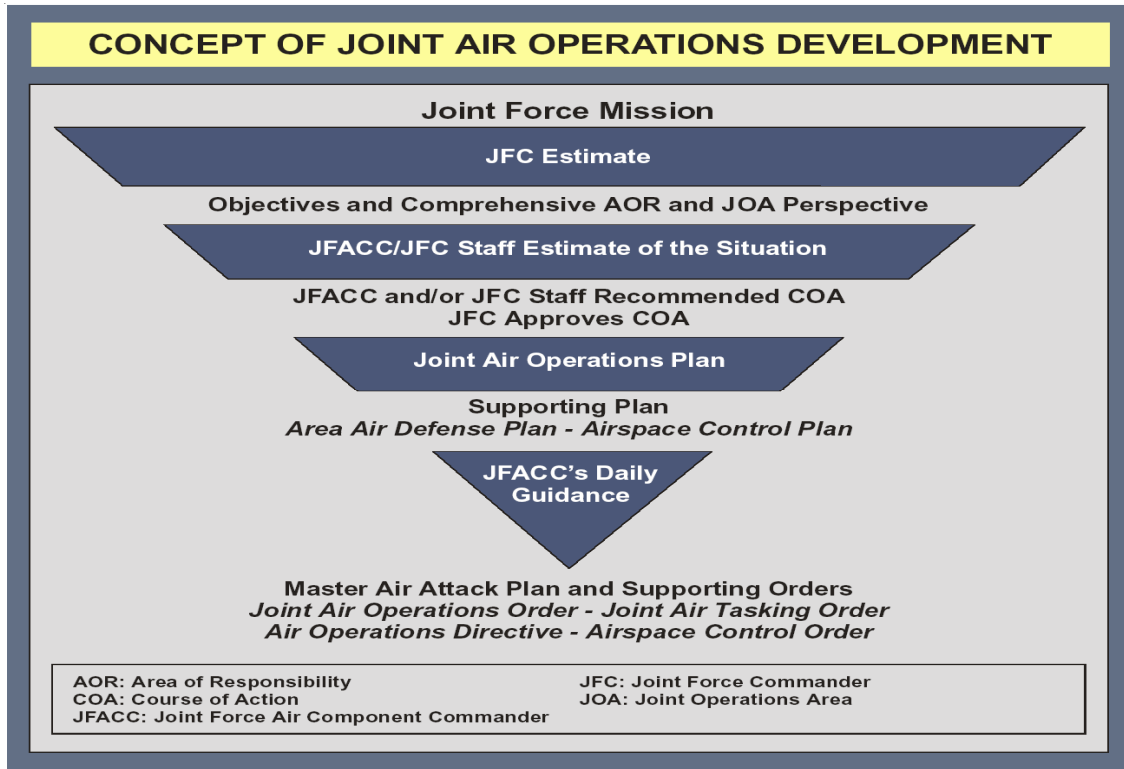 CONCEPT OF JOINT AIR OPERATIONS DEVELOPMENT
Joint Force Mission
JFC Estimate
Objectives and Comprehensive AOR and JOA Perspective
JFACC/JFC Staff Estimate of the Situation
JFACC and/or JFC Staff Recommended COA
JFC Approves COA
Joint Air Operations Plan
Supporting Plan
Area Air Defense Plan - Airspace Control Plan
JFACC’s Daily
Guidance
Master Air Attack Plan and Supporting Orders
Joint Air Operations Order - Joint Air Tasking Order
Air Operations Directive - Airspace Control Order
AOR: Area of Responsibility
COA: Course of Action
JFACC: Joint Force Air Component Commander
JFC: Joint Force Commander
JOA: Joint Operations Area